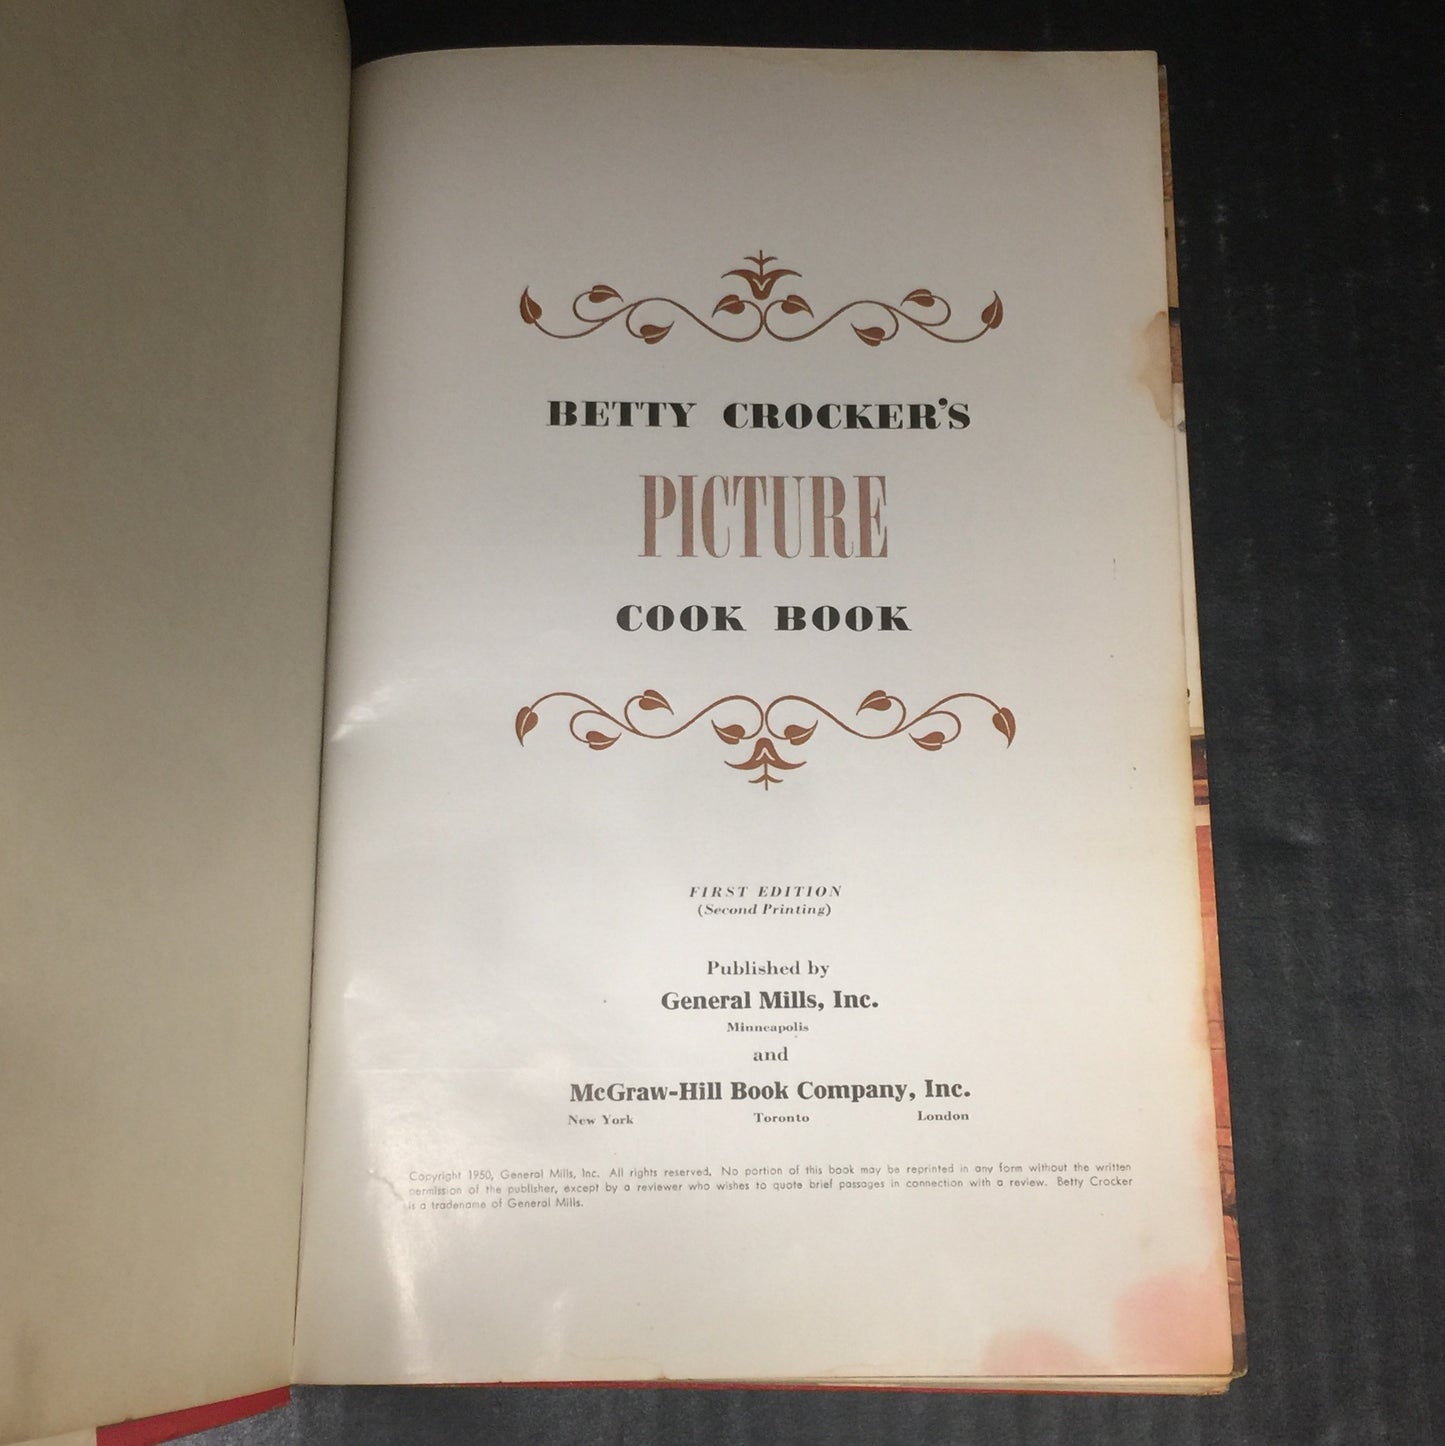 BETTY CROCKER'S
PICTURE
COOK BOOK
FIRST EDITION
(Second Printing)
Published by
General Mills, Inc.
Minneapolis
and
McGraw-Hill Book Company, Inc.
New York Toronto London
Copyright 1950, General Mills, Inc. All rights reserved. No portion of this book may be reprinted in any form without the written
permission of the publisher, except by a reviewer who wishes to quote brief passages in connection with a review. Betty Crocker
is a tradename of General Mills.